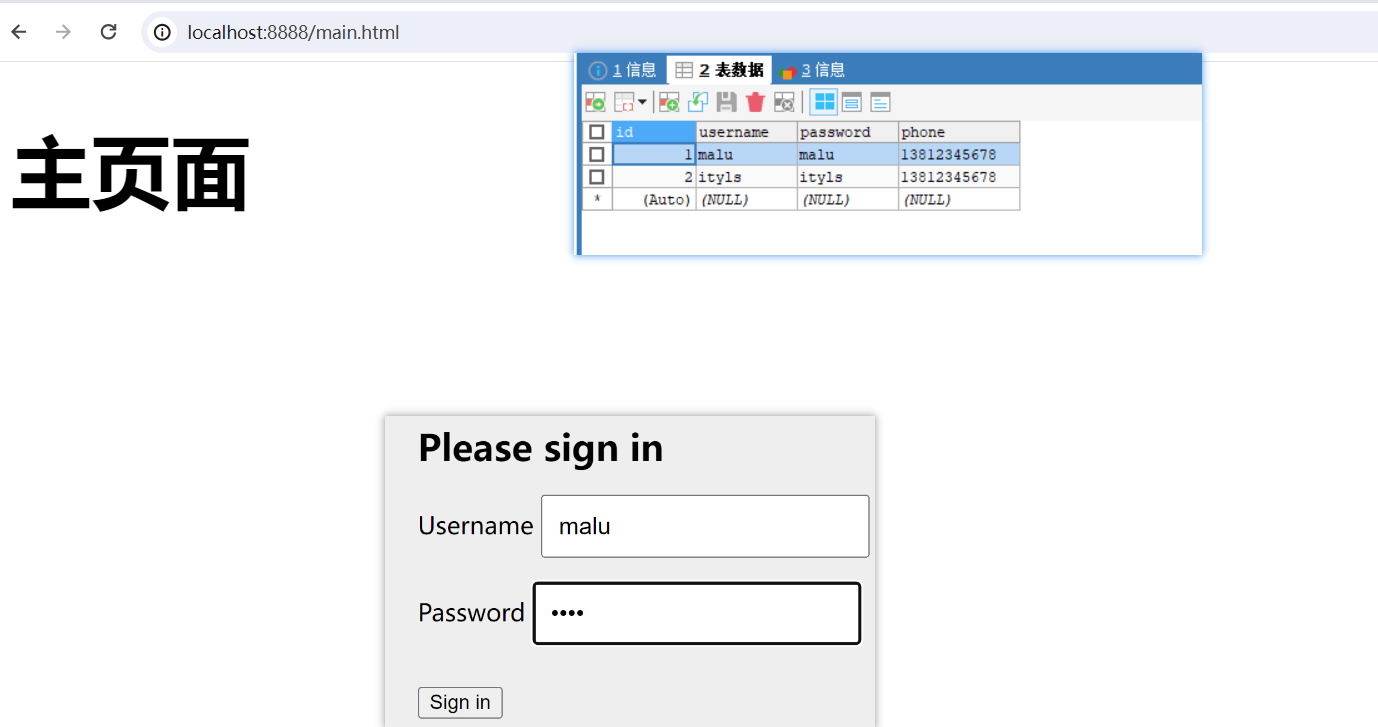 localhost:8888/main.html
1 信息 2 表数据 3 信息
id username password phone
1 malu malu 13812345678
2 ityls ityls 13812345678
* (Auto) (NULL) (NULL) (NULL)
主页面
Please sign in
Username malu
Password ••••
Sign in